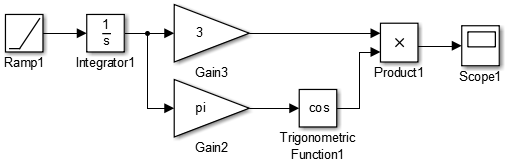 Ramp1
1
s
Integrator1
3
Gain3
pi
Gain2
cos
Trigonometric
Function1
×
Product1
Scope1